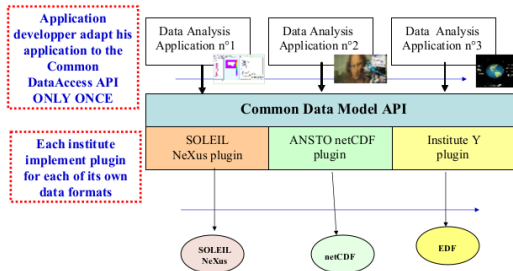 Application
developper adapt his
application to the
Common
DataAccess API
ONLY ONCE
Data Analysis
Application n°1
Data Analysis
Application n°2
Data Analysis
Application n°3
Common Data Model API
Each institute
implement plugin
for each of its own
data formats
SOLEIL
NeXus plugin
ANSTO netCDF
plugin
Institute Y
plugin
SOLEIL
NeXus
netCDF
EDF